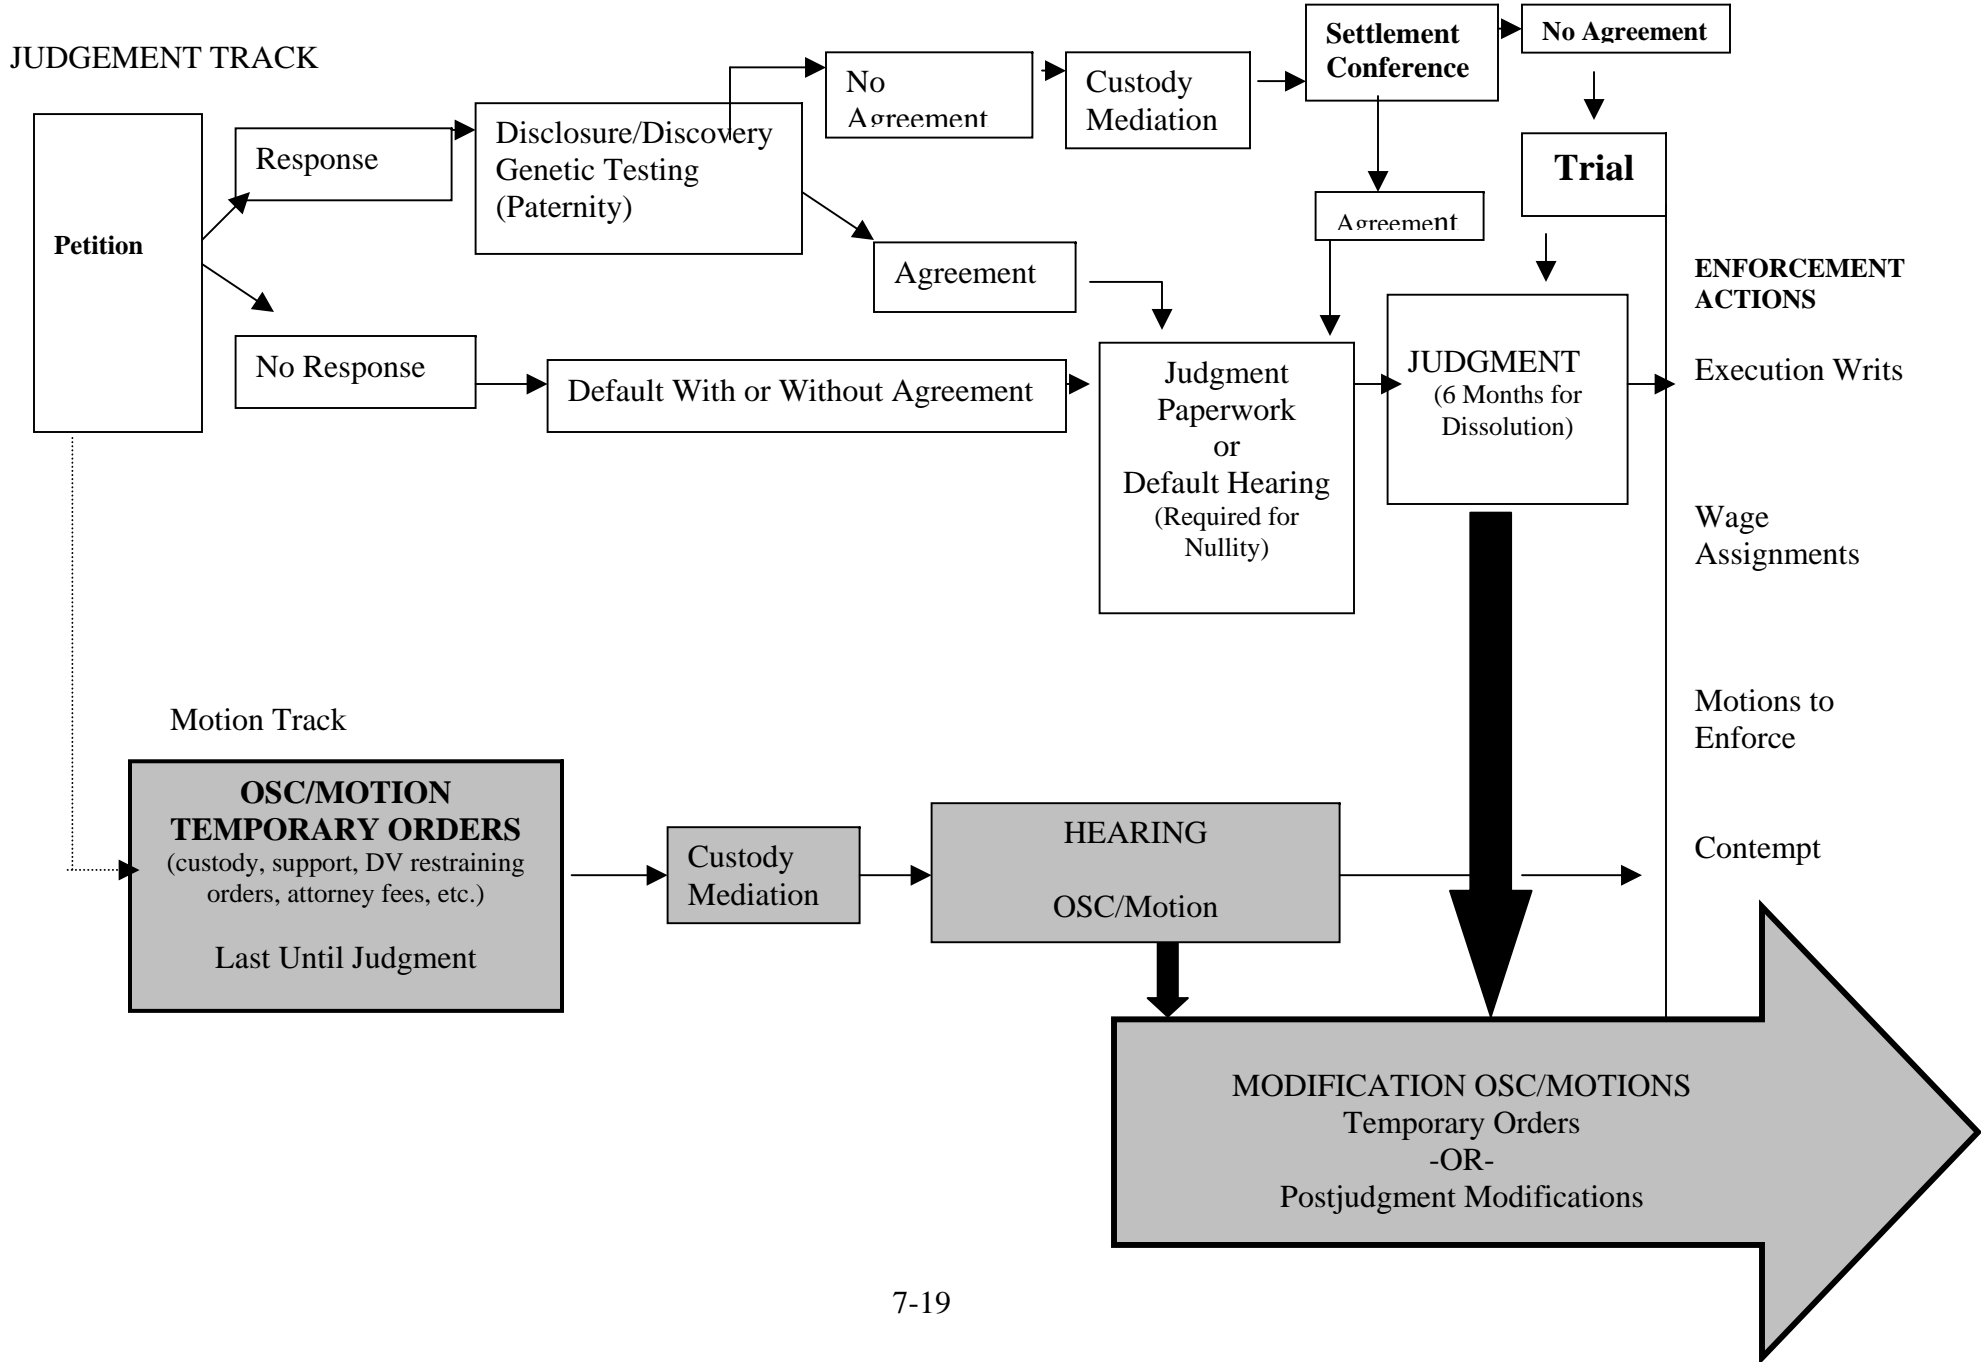 JUDGEMENT TRACK
Petition
Response
Disclosure/Discovery
Genetic Testing
(Paternity)
No
Agreement
Custody
Mediation
Settlement
Conference
No Agreement
Trial
Agreement
Agreement
No Response
Default With or Without Agreement
Judgment
Paperwork
or
Default Hearing
(Required for
Nullity)
JUDGMENT
(6 Months for
Dissolution)
ENFORCEMENT
ACTIONS
Execution Writs
Wage
Assignments
Motions to
Enforce
Contempt
Motion Track
OSC/MOTION
TEMPORARY ORDERS
(custody, support, DV restraining
orders, attorney fees, etc.)
Last Until Judgment
Custody
Mediation
HEARING
OSC/Motion
MODIFICATION OSC/MOTIONS
Temporary Orders
-OR-
Postjudgment Modifications
7-19